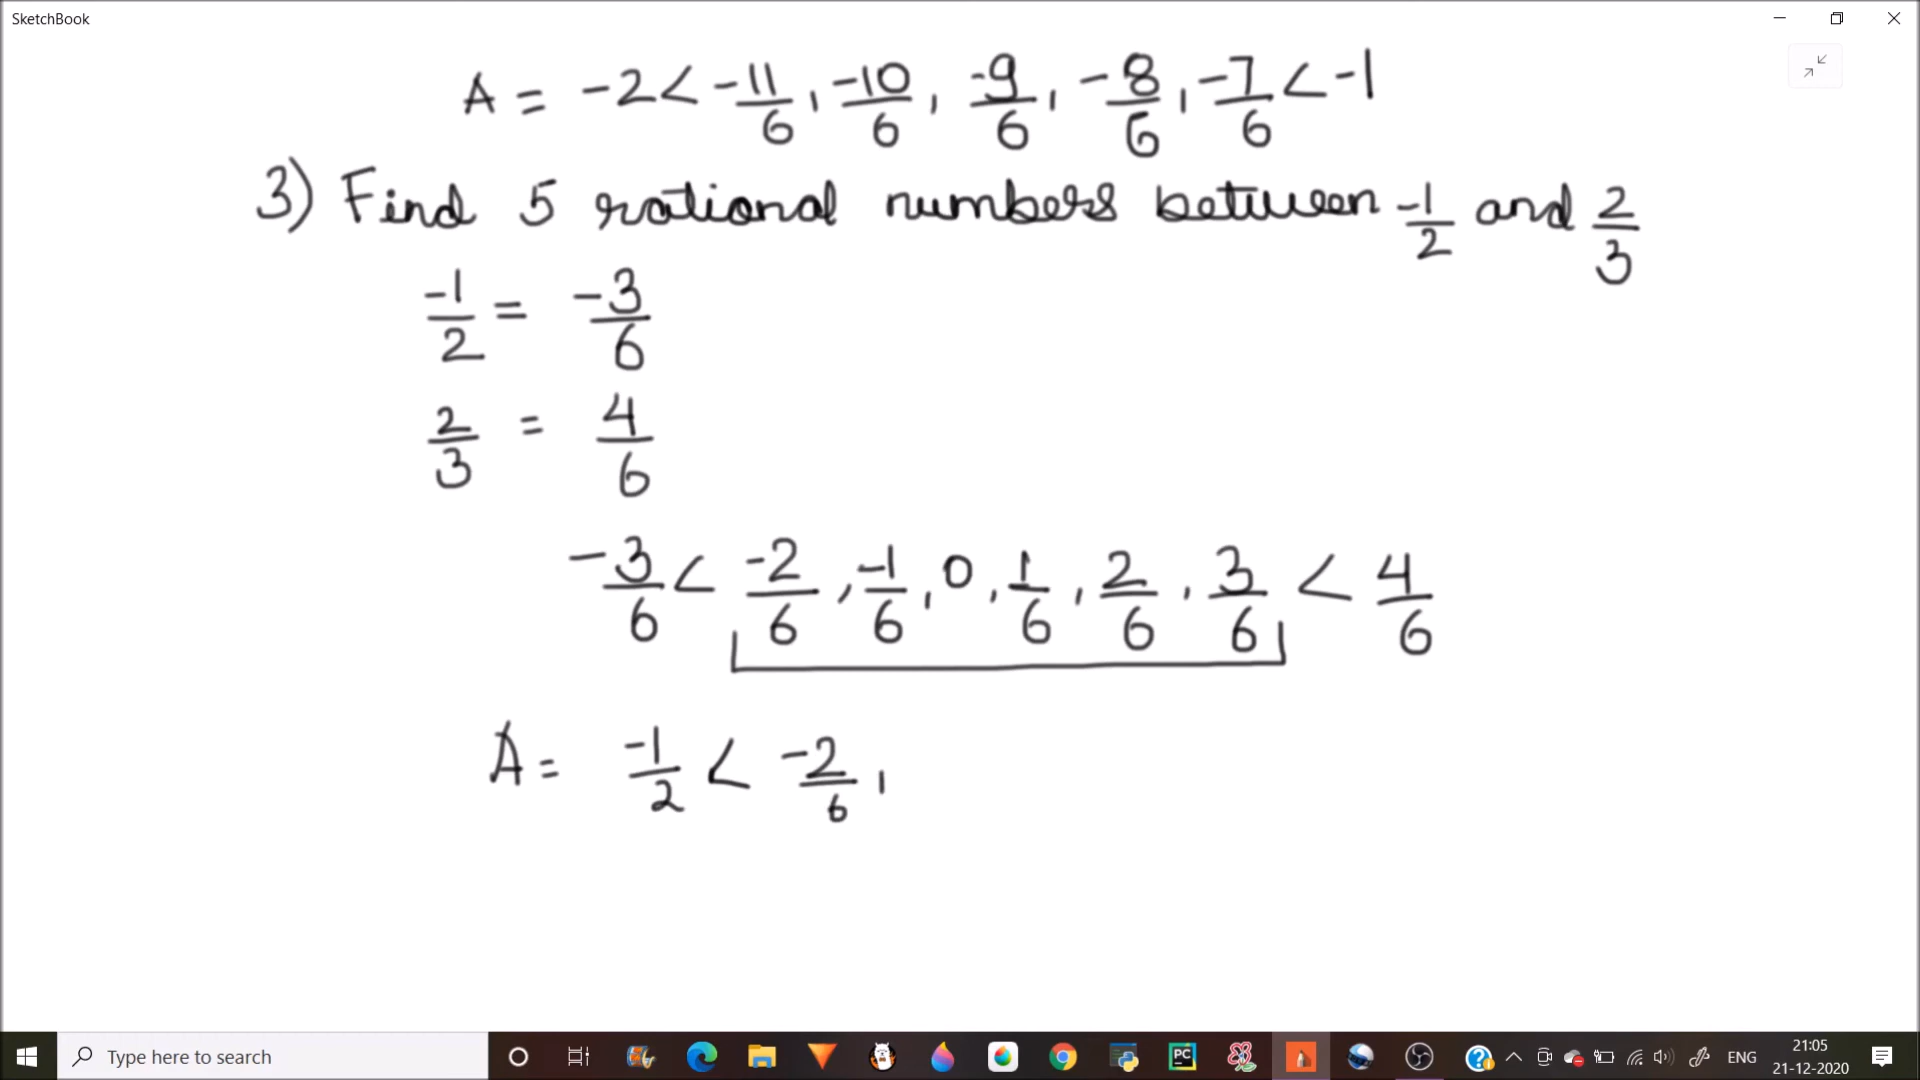 SketchBook
A = -2 < -11/6, -10/6, -9/6, -8/6, -7/6 < -1
3) Find 5 rational numbers between -1/2 and 2/3
-1/2 = -3/6
2/3 = 4/6
-3/6 < -2/6, -1/6, 0, 1/6, 2/6, 3/6 < 4/6
A = -1/2 < -2/6,
Type here to search
PC
ENG
21:05
21-12-2020